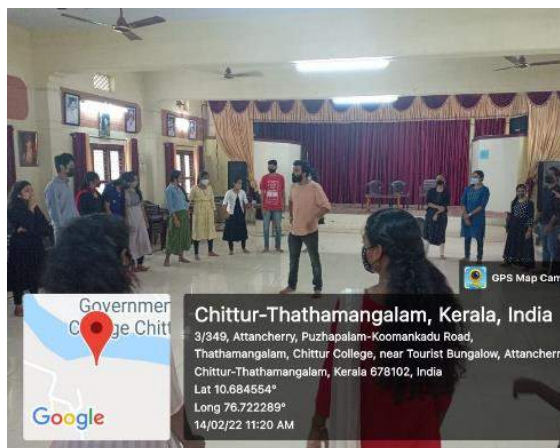 GPS Map Cam
Chittur-Thathamangalam, Kerala, India
3/349, Attancherry, Puzhapalam-Koomankadu Road,
Thathamangalam, Chittur College, near Tourist Bungalow, Attancherr
Chittur-Thathamangalam, Kerala 678102, India
Lat 10.684554°
Long 76.722289°
14/02/22 11:20 AM
Governmen
College Chitt
Google